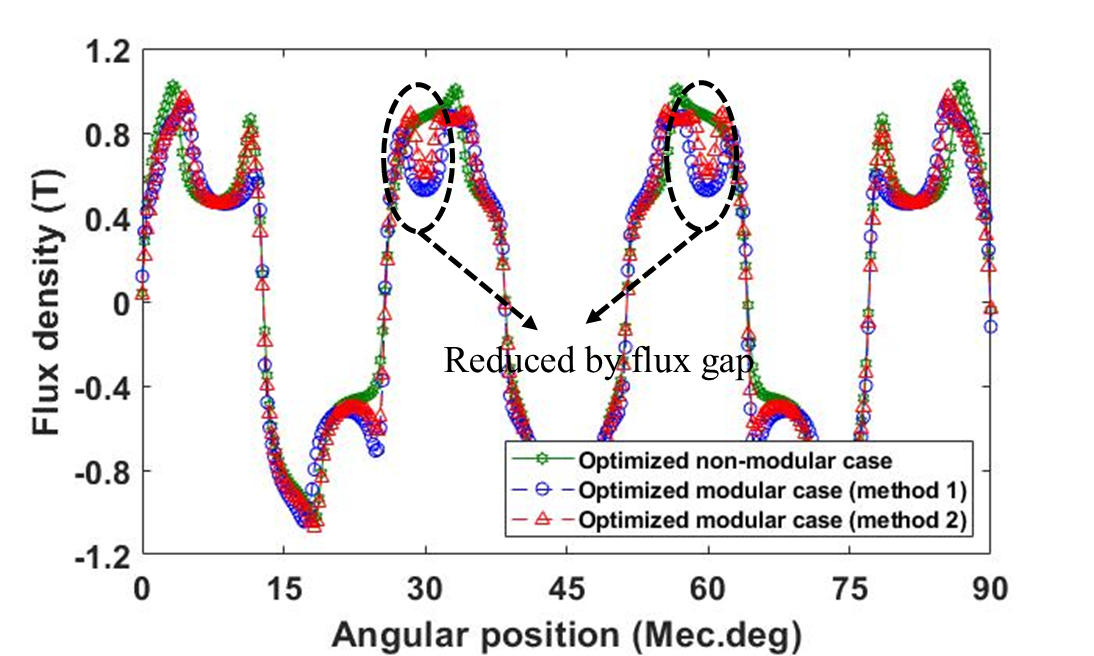 1.2
0.8
0.4
0
-0.4
-0.8
-1.2
Flux density (T)
Reduced by flux gap
Optimized non-modular case
Optimized modular case (method 1)
Optimized modular case (method 2)
0 15 30 45 60 75 90
Angular position (Mec.deg)